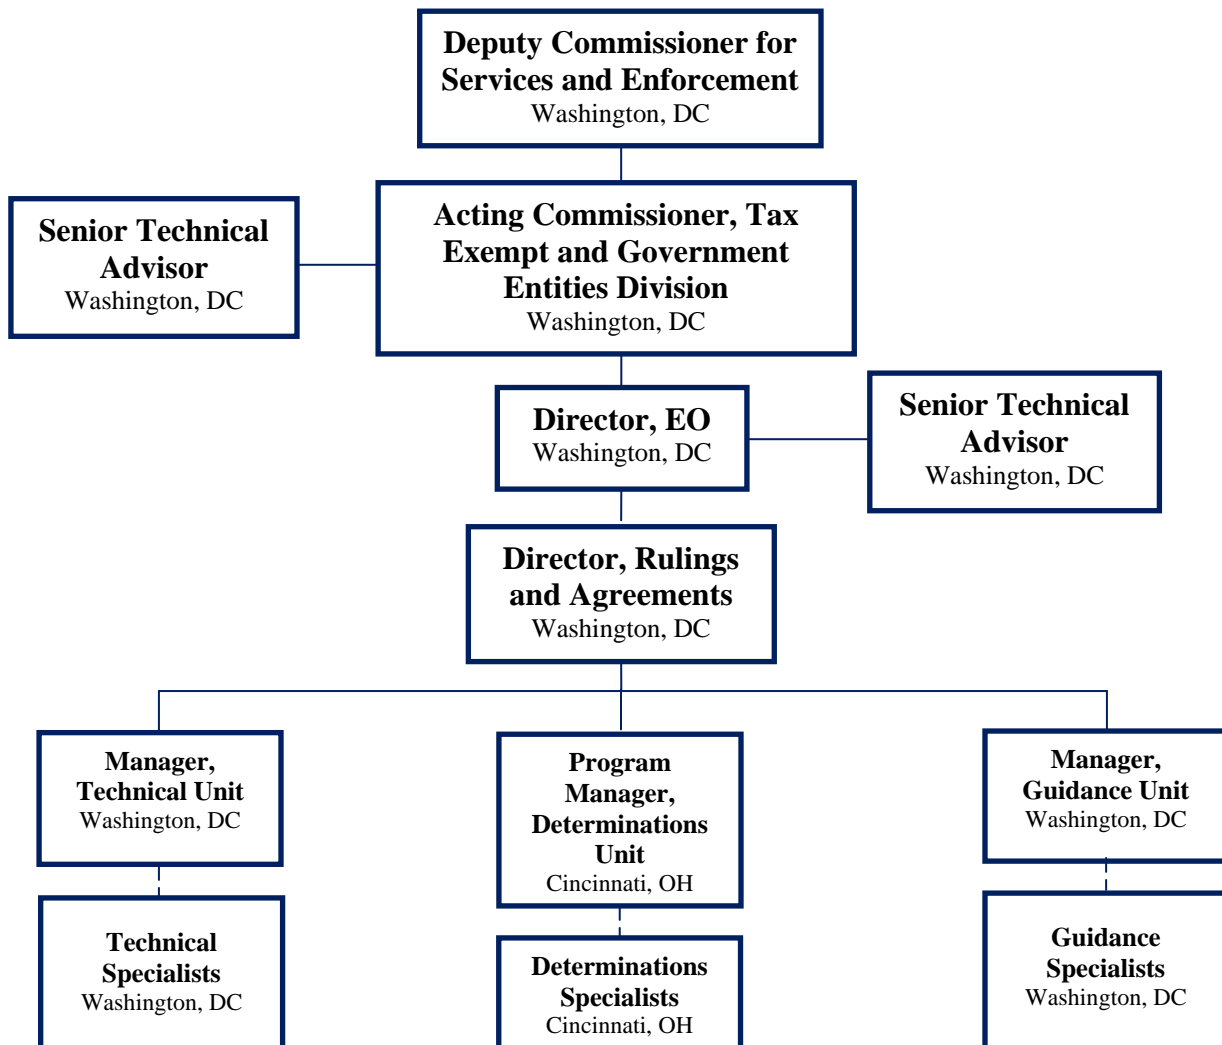 Deputy Commissioner for
Services and Enforcement
Washington, DC
Acting Commissioner, Tax
Exempt and Government
Entities Division
Washington, DC
Senior Technical
Advisor
Washington, DC
Director, EO
Washington, DC
Senior Technical
Advisor
Washington, DC
Director, Rulings
and Agreements
Washington, DC
Manager,
Technical Unit
Washington, DC
Program
Manager,
Determinations
Unit
Cincinnati, OH
Manager,
Guidance Unit
Washington, DC
Technical
Specialists
Washington, DC
Determinations
Specialists
Cincinnati, OH
Guidance
Specialists
Washington, DC